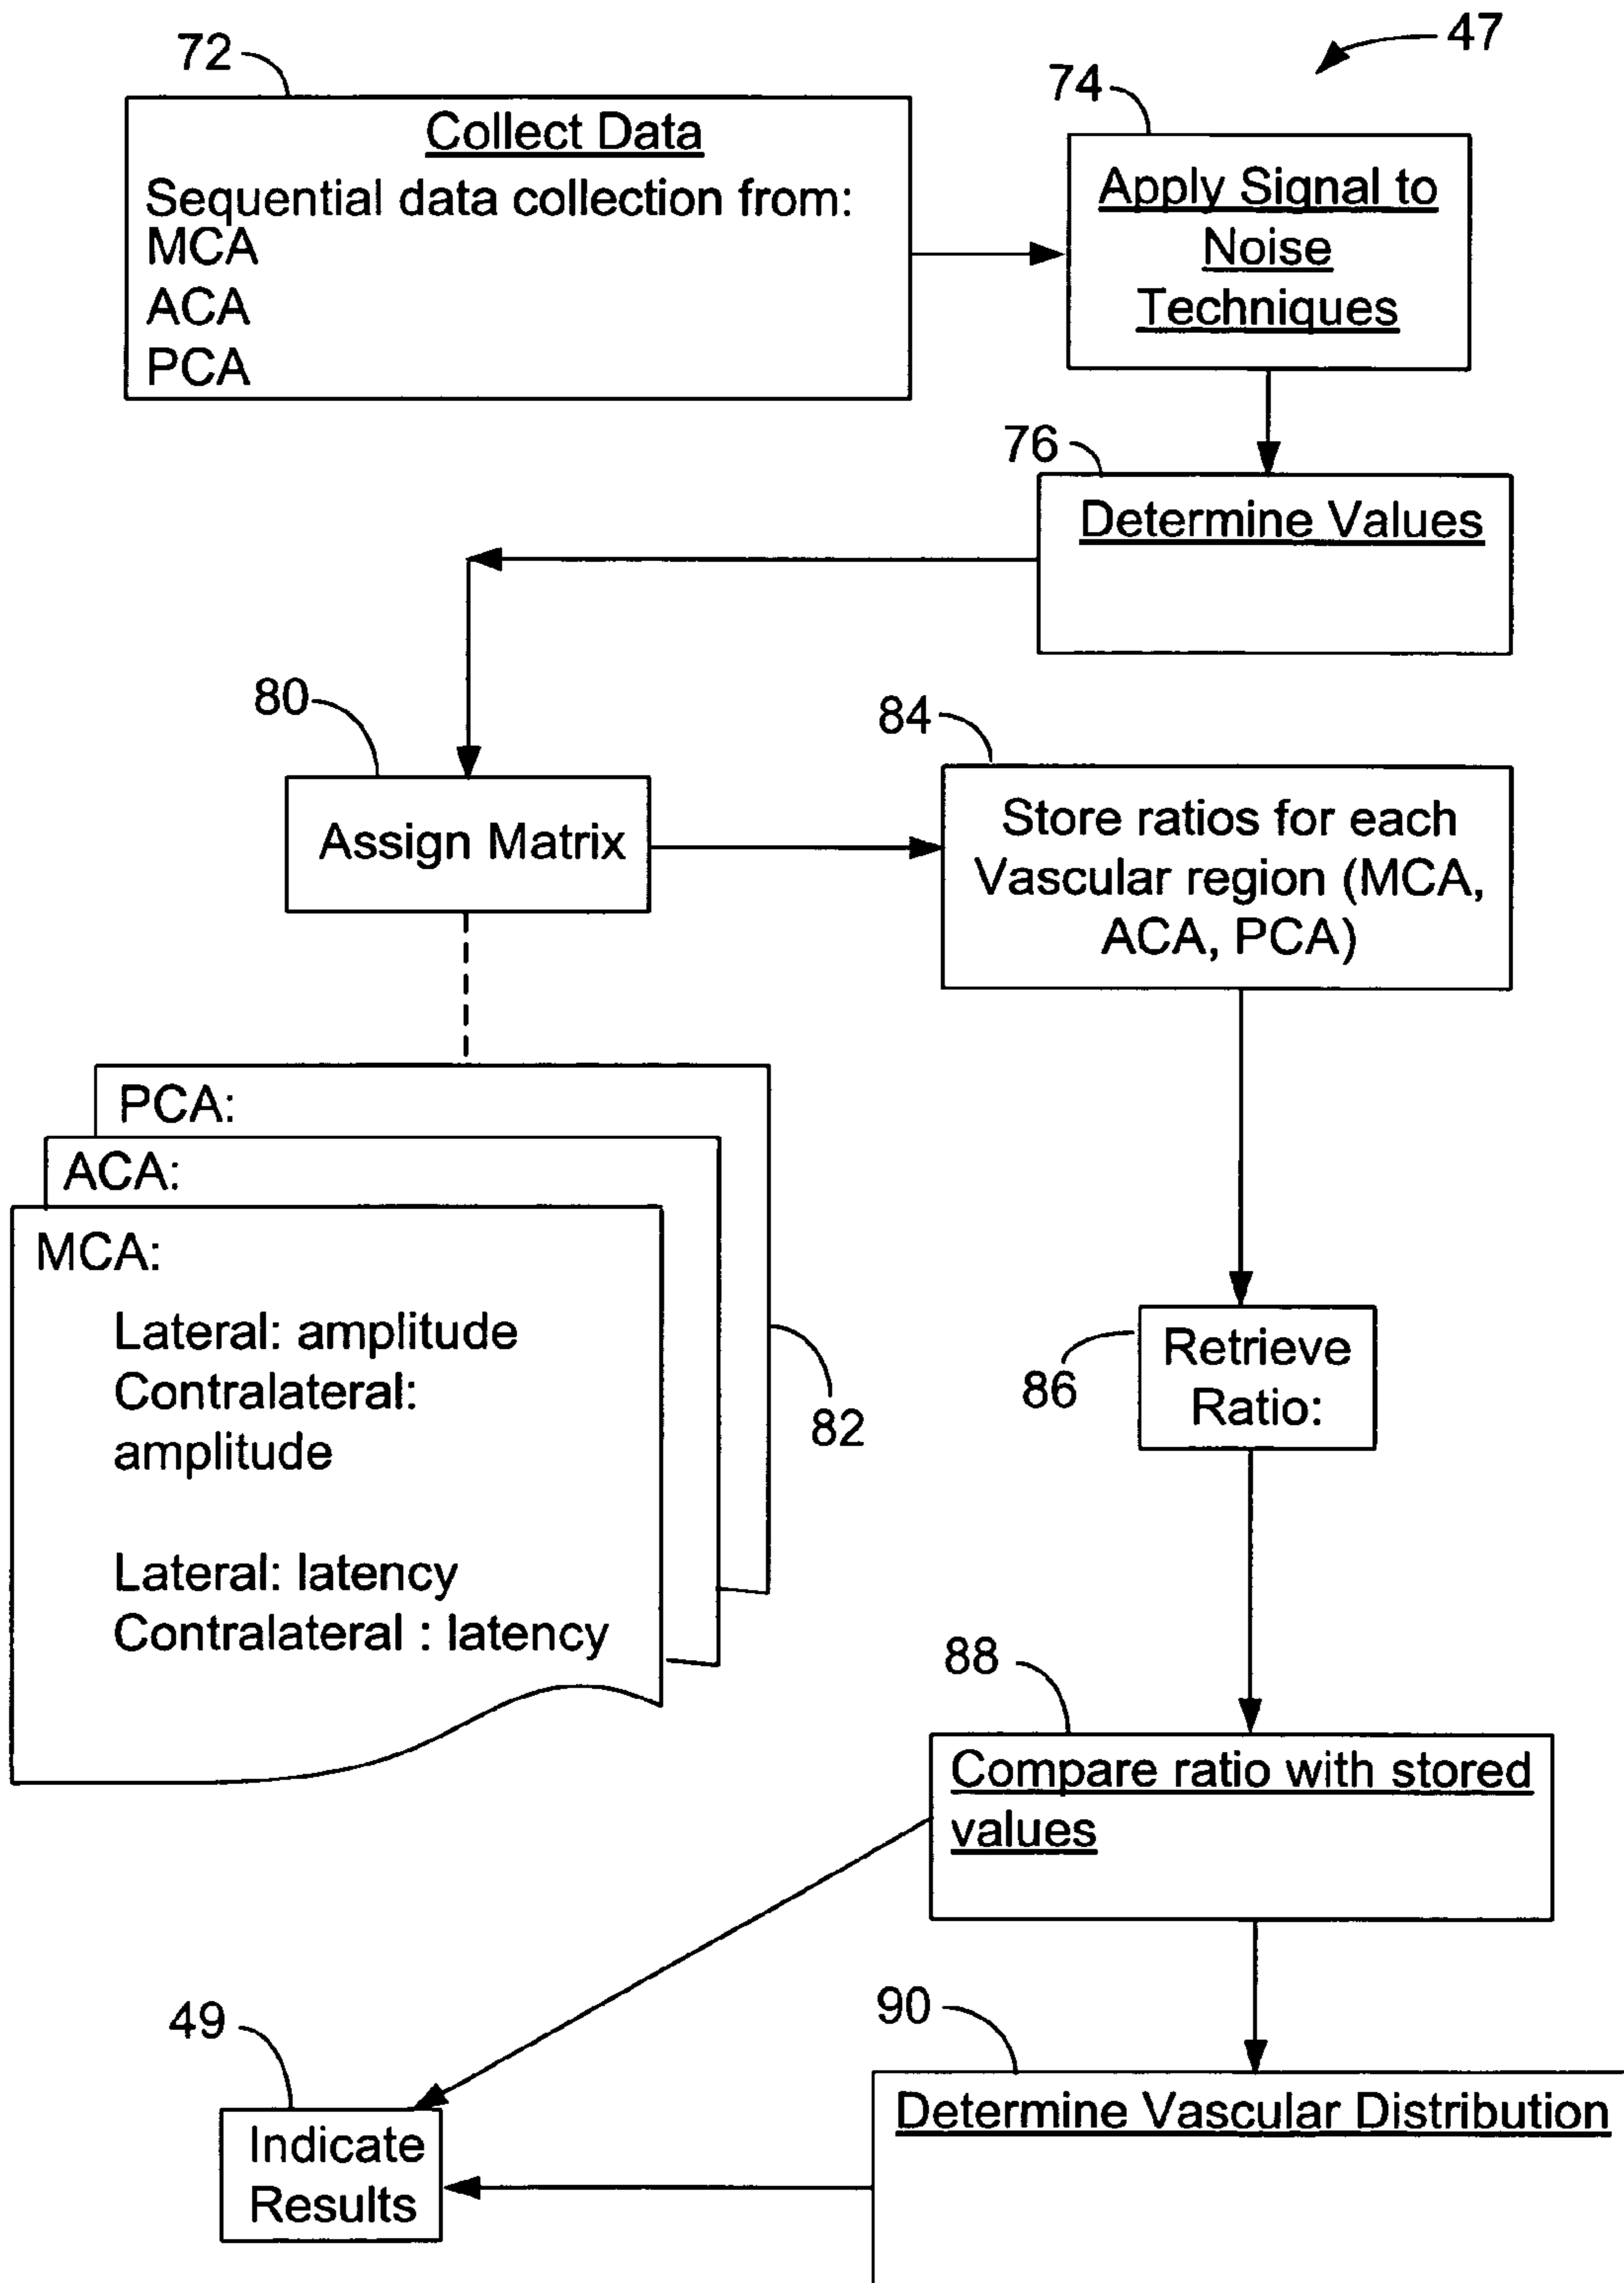 47
72
Collect Data
Sequential data collection from:
MCA
ACA
PCA
74
Apply Signal to
Noise
Techniques
76
Determine Values
80
Assign Matrix
84
Store ratios for each
Vascular region (MCA,
ACA, PCA)
PCA:
ACA:
MCA:
Lateral: amplitude
Contralateral:
amplitude
Lateral: latency
Contralateral : latency
82
86
Retrieve
Ratio:
88
Compare ratio with stored
values
90
Determine Vascular Distribution
49
Indicate
Results